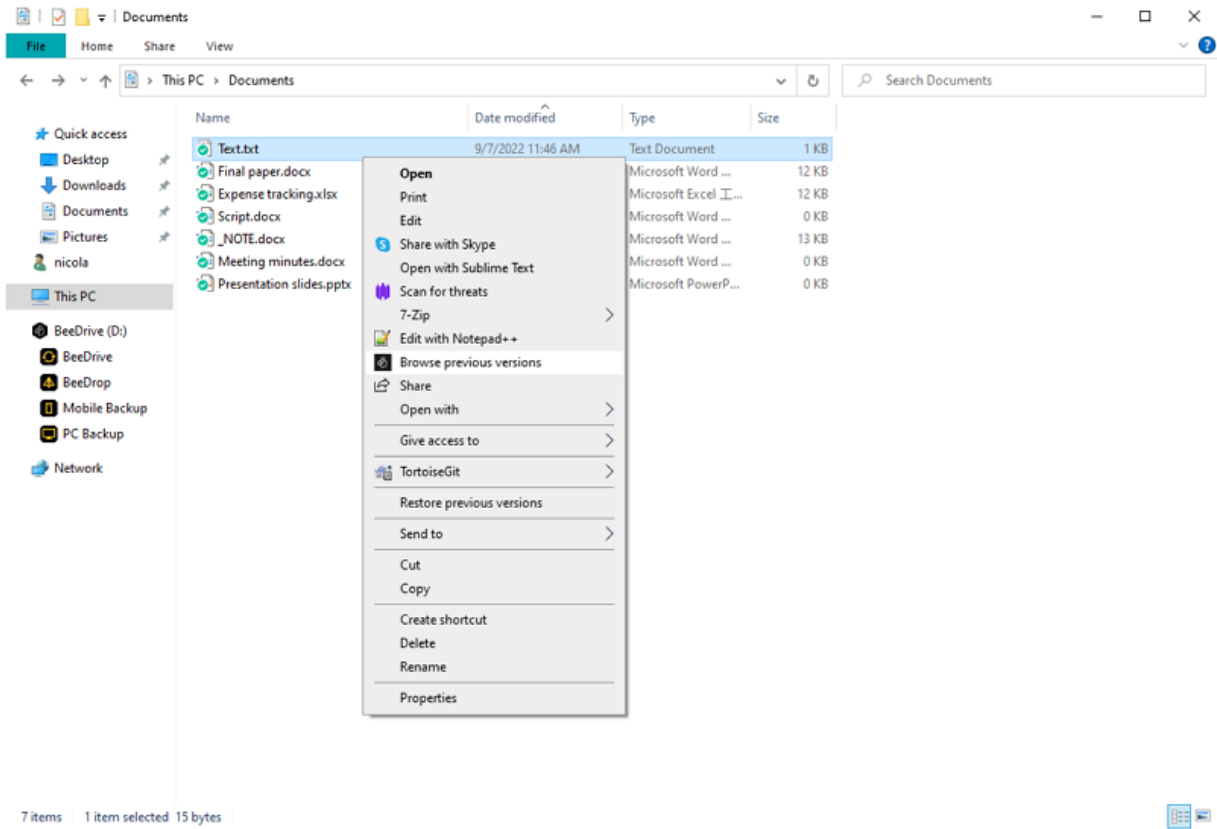 Documents
File Home Share View
This PC > Documents
Search Documents
Name Date modified Type Size
Quick access
Desktop
Downloads
Documents
Pictures
nicola
This PC
BeeDrive (D:)
BeeDrive
BeeDrop
Mobile Backup
PC Backup
Network
Text.txt 9/7/2022 11:46 AM Text Document 1 KB
Final paper.docx Microsoft Word ... 12 KB
Expense tracking.xlsx Microsoft Excel 工... 12 KB
Script.docx Microsoft Word ... 0 KB
_NOTE.docx Microsoft Word ... 13 KB
Meeting minutes.docx Microsoft Word ... 0 KB
Presentation slides.pptx Microsoft PowerP... 0 KB
Open
Print
Edit
Share with Skype
Open with Sublime Text
Scan for threats
7-Zip
Edit with Notepad++
Browse previous versions
Share
Open with
Give access to
TortoiseGit
Restore previous versions
Send to
Cut
Copy
Create shortcut
Delete
Rename
Properties
7 items 1 item selected 15 bytes